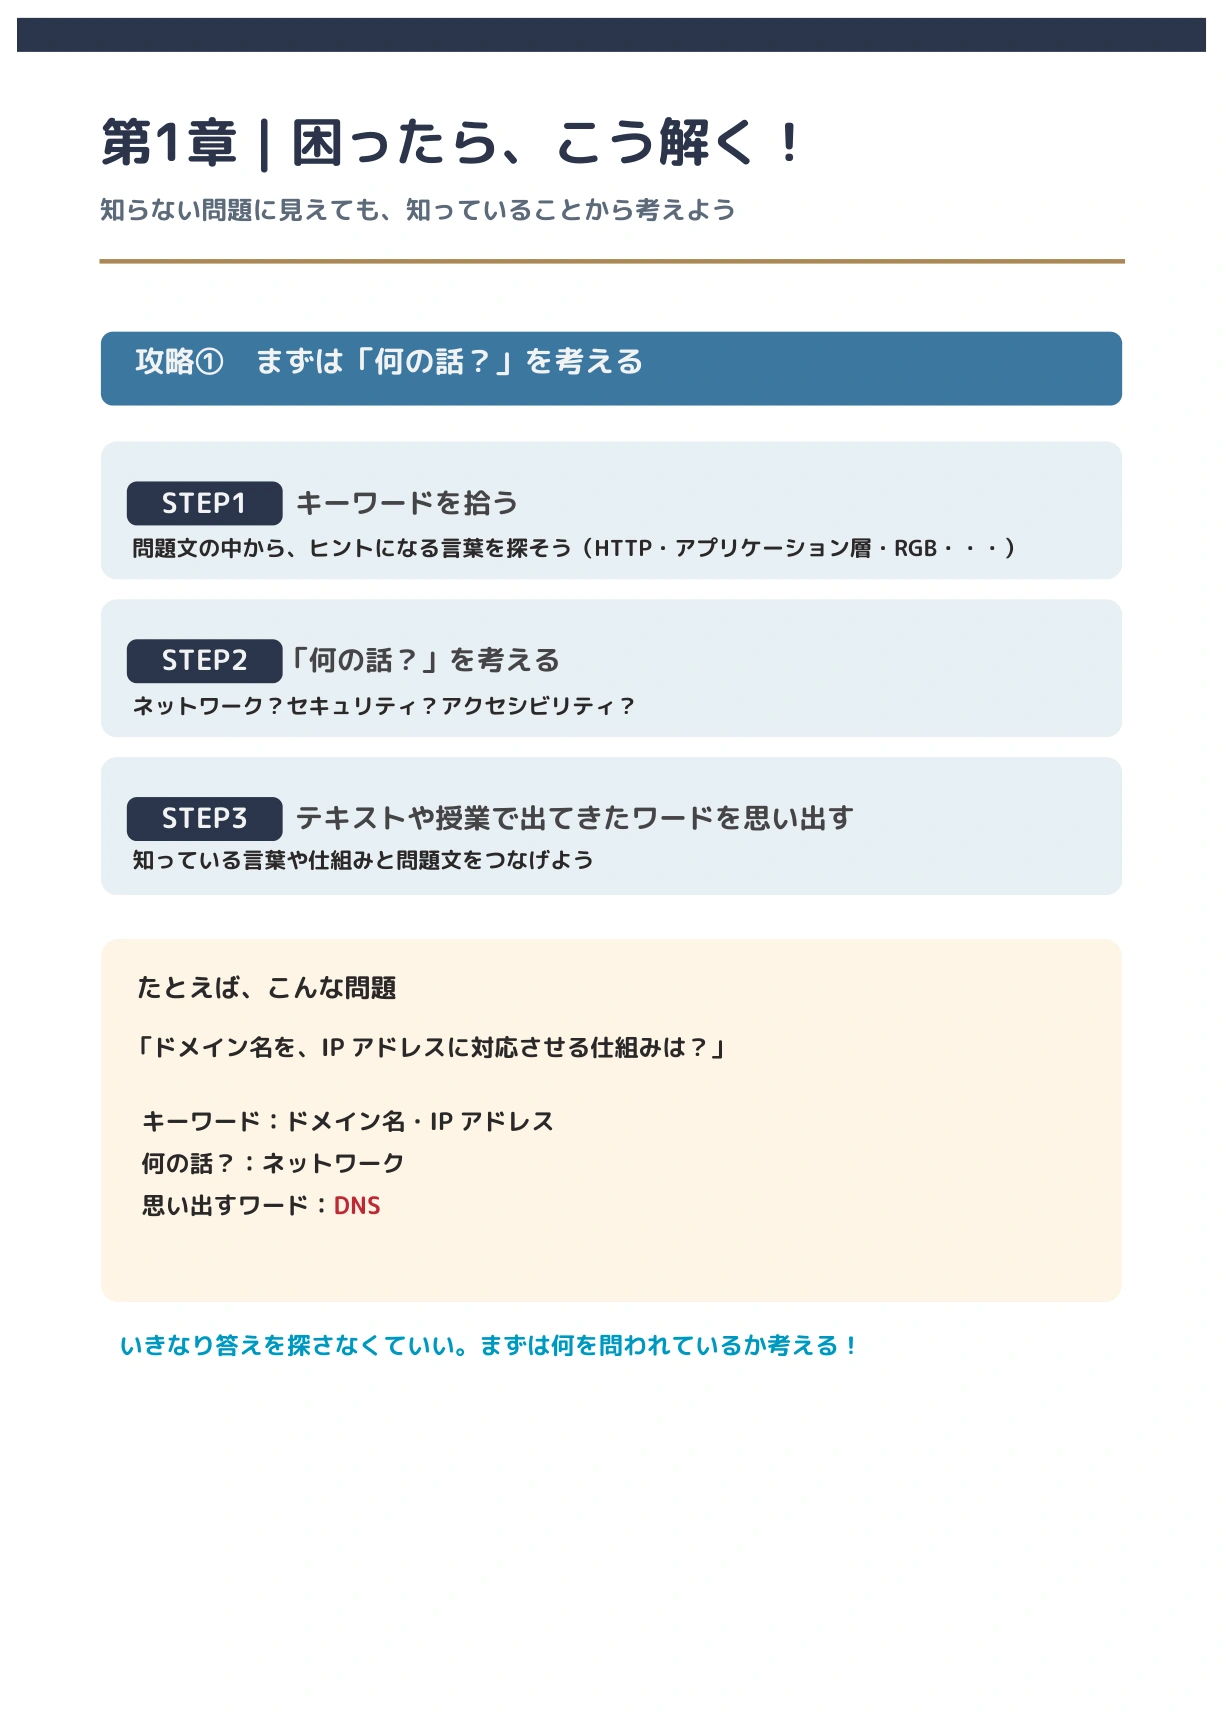 第1章｜困ったら、こう解く！
知らない問題に見えても、知っていることから考えよう
攻略①　まずは「何の話？」を考える
STEP1 キーワードを拾う
問題文の中から、ヒントになる言葉を探そう（HTTP・アプリケーション層・RGB・・・）
STEP2 「何の話？」を考える
ネットワーク？セキュリティ？アクセシビリティ？
STEP3 テキストや授業で出てきたワードを思い出す
知っている言葉や仕組みと問題文をつなげよう
たとえば、こんな問題
「ドメイン名を、IP アドレスに対応させる仕組みは？」
キーワード：ドメイン名・IP アドレス
何の話？：ネットワーク
思い出すワード：DNS
いきなり答えを探さなくていい。まずは何を問われているか考える！